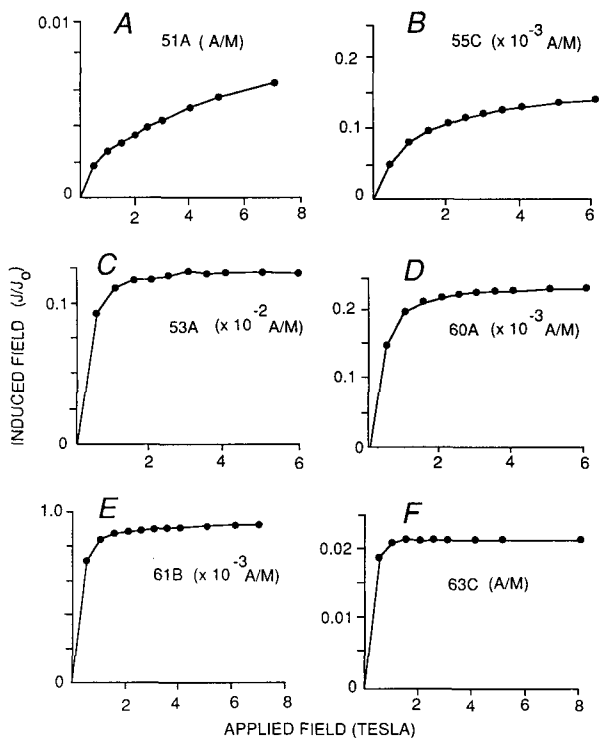 A
51A (A/M)
0.01
0
2
4
6
8
B
55C (x 10-3 A/M)
0.2
0.1
0
2
4
6
C
53A (x 10-2 A/M)
0.1
0
2
4
6
D
60A (x 10-3 A/M)
0.2
0.1
0
2
4
6
E
61B (x 10-3 A/M)
1.0
0
2
4
6
8
F
63C (A/M)
0.02
0.01
0
2
4
6
8
INDUCED FIELD (J/Jo)
APPLIED FIELD (TESLA)